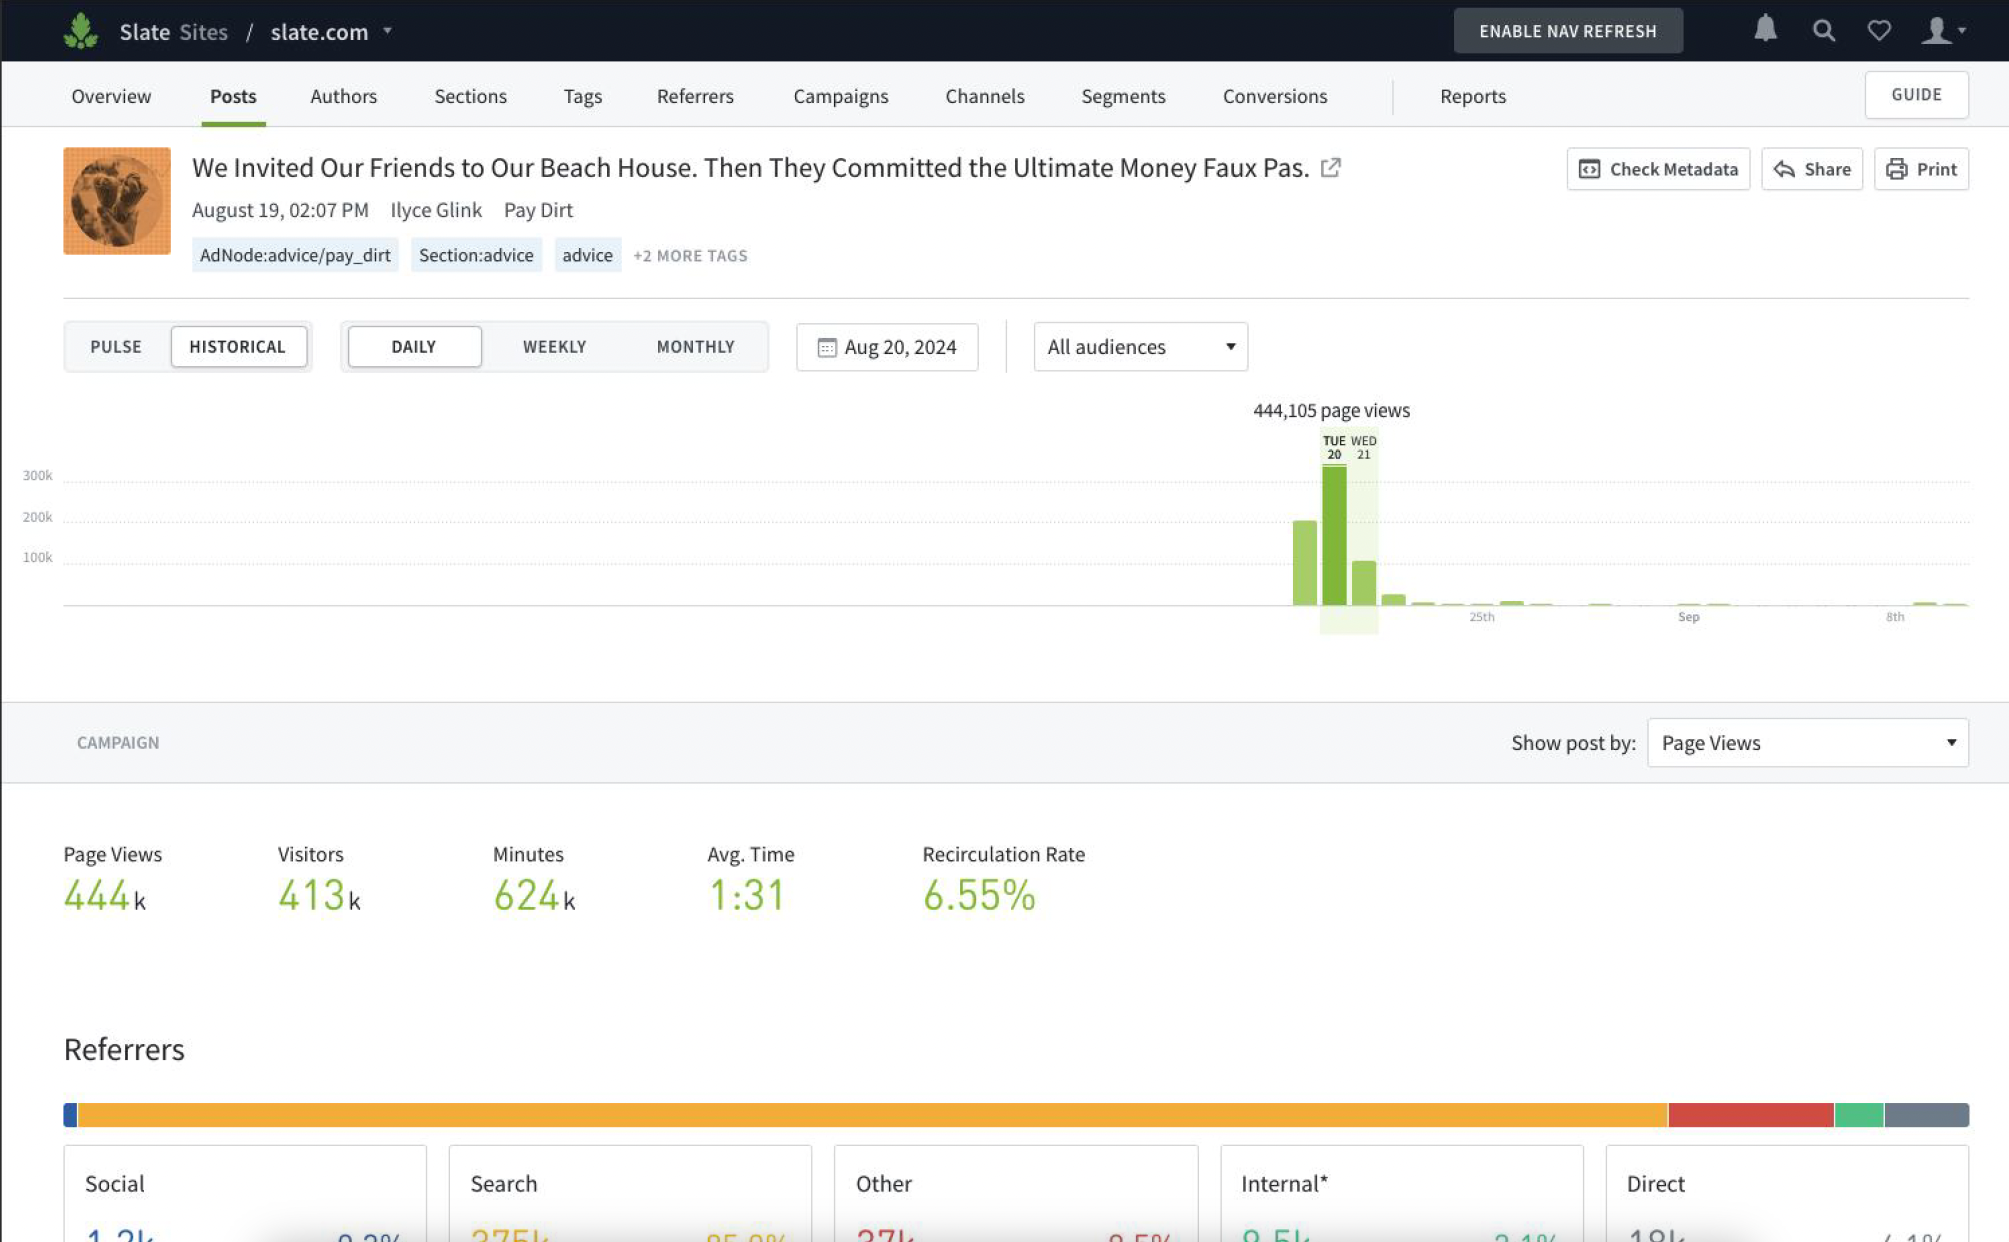 Slate Sites / slate.com
ENABLE NAV REFRESH
Overview Posts Authors Sections Tags Referrers Campaigns Channels Segments Conversions Reports
GUIDE
We Invited Our Friends to Our Beach House. Then They Committed the Ultimate Money Faux Pas.
Check Metadata Share Print
August 19, 02:07 PM Ilyce Glink Pay Dirt
AdNode:advice/pay_dirt Section:advice advice +2 MORE TAGS
PULSE HISTORICAL DAILY WEEKLY MONTHLY Aug 20, 2024 All audiences
444,105 page views
TUE WED
20 21
300k
200k
100k
25th Sep 8th
CAMPAIGN Show post by: Page Views
Page Views Visitors Minutes Avg. Time Recirculation Rate
444k 413k 624k 1:31 6.55%
Referrers
Social Search Other Internal* Direct